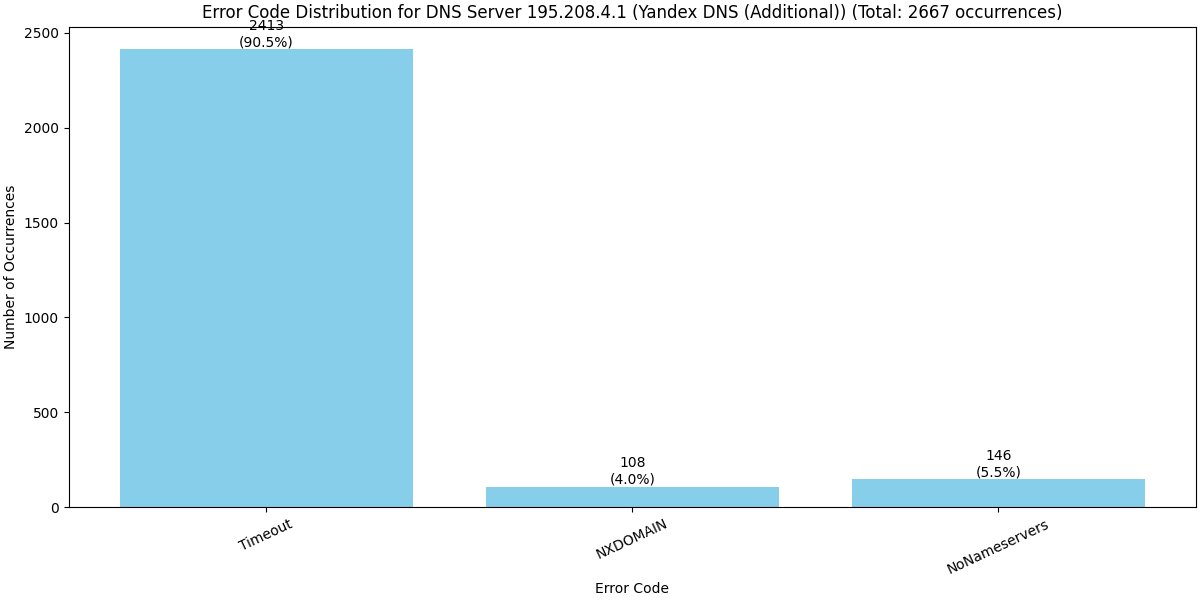 Error Code Distribution for DNS Server 195.208.4.1 (Yandex DNS (Additional)) (Total: 2667 occurrences)
2413
(90.5%)
108
(4.0%)
146
(5.5%)
2500
2000
1500
1000
500
0
Number of Occurrences
Timeout
NXDOMAIN
NoNameservers
Error Code